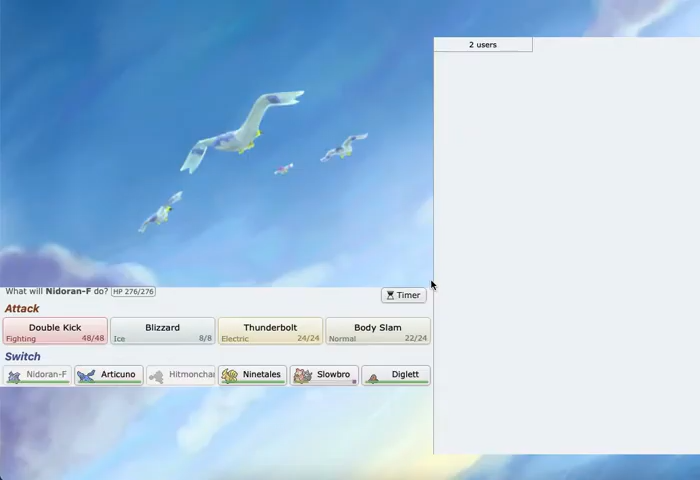 2 users
What will Nidoran-F do? HP 276/276
Timer
Attack
Double Kick
Fighting 48/48
Blizzard
Ice 8/8
Thunderbolt
Electric 24/24
Body Slam
Normal 22/24
Switch
Nidoran-F Articuno Hitmonchan Ninetales Slowbro Diglett